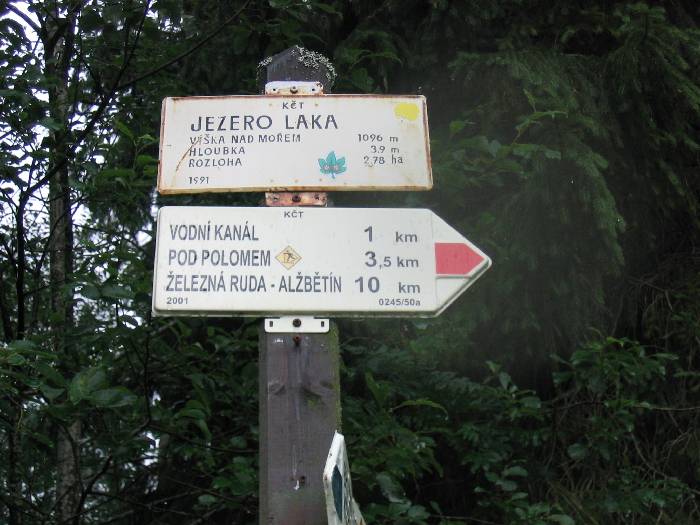 KČT
JEZERO LAKA
VÝŠKA NAD MOŘEM 1096 m
HLOUBKA 3,9 m
ROZLOHA 2,78 ha
1991
KČT
VODNÍ KANÁL 1 km
POD POLOMEM 3,5 km
ŽELEZNÁ RUDA - ALŽBĚTÍN 10 km
2001 0245/50a